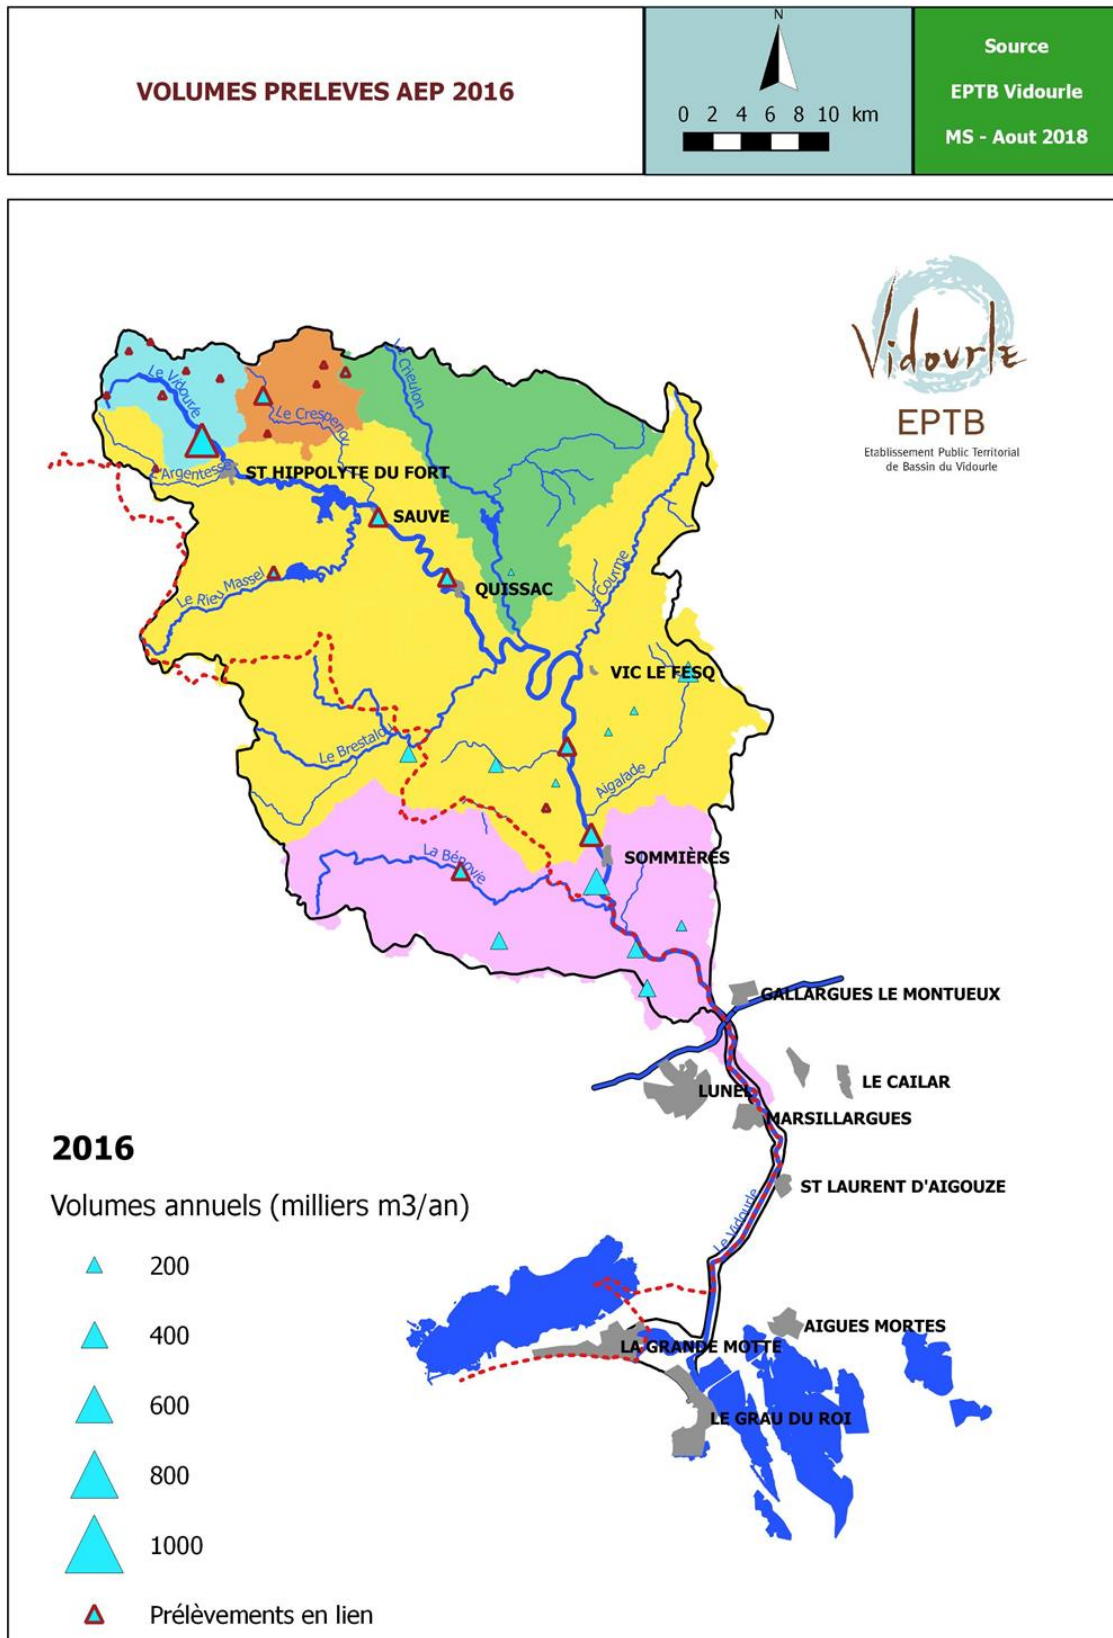 VOLUMES PRELEVES AEP 2016
N
0 2 4 6 8 10 km
Source
EPTB Vidourle
MS - Aout 2018
Vidourle
EPTB
Etablissement Public Territorial
de Bassin du Vidourle
Le Vidourle
Le Crespenou
Le Crieulon
L'Argentesse
ST HIPPOLYTE DU FORT
SAUVE
Le Rieu Massel
QUISSAC
La Courme
VIC LE FESQ
Le Brestalou
Aigalade
SOMMIÈRES
La Bénovie
GALLARGUES LE MONTUEUX
LUNEL
LE CAILAR
MARSILLARGUES
ST LAURENT D'AIGOUZE
Le Vidourle
AIGUES MORTES
LA GRANDE MOTTE
LE GRAU DU ROI
2016
Volumes annuels (milliers m3/an)
200
400
600
800
1000
Prélèvements en lien